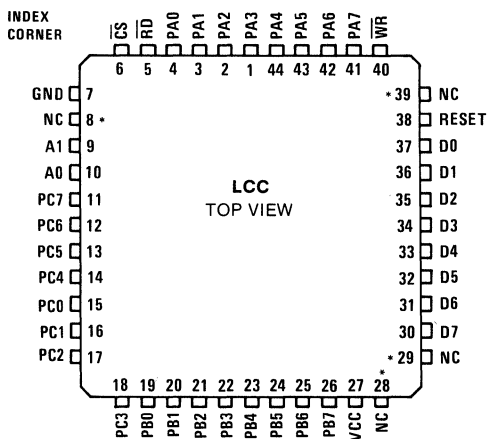 INDEX
CORNER
CS RD PA0 PA1 PA2 PA3 PA4 PA5 PA6 PA7 WR
6 5 4 3 2 1 44 43 42 41 40
GND 7
NC 8 *
A1 9
A0 10
PC7 11
PC6 12
PC5 13
PC4 14
PC0 15
PC1 16
PC2 17
LCC
TOP VIEW
* 39 NC
38 RESET
37 D0
36 D1
35 D2
34 D3
33 D4
32 D5
31 D6
30 D7
* 29 NC
*
18 19 20 21 22 23 24 25 26 27 28
PC3 PB0 PB1 PB2 PB3 PB4 PB5 PB6 PB7 VCC NC